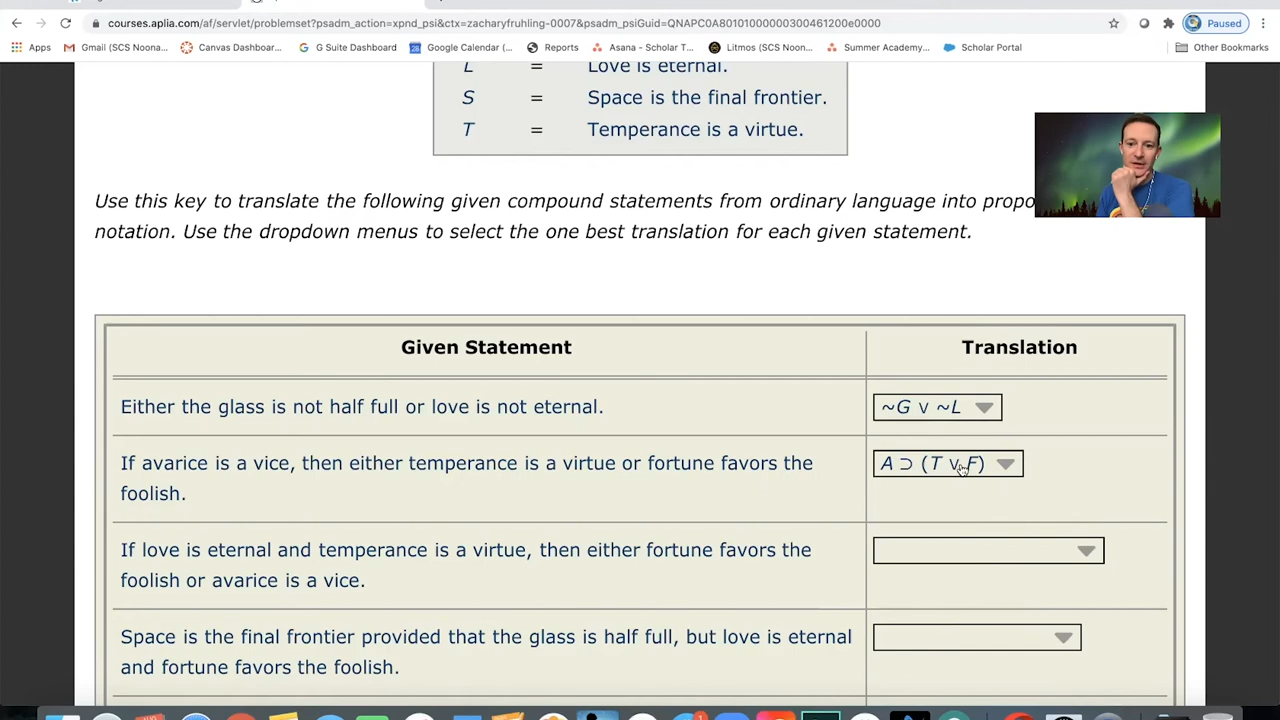 courses.aplia.com/af/servlet/problemset?psadm_action=xpnd_psi&ctx=zacharyfruhling-0007&psadm_psiGuid=QNAPC0A80101000000300461200e0000
Paused
Apps Gmail (SCS Noona... Canvas Dashboar... G Suite Dashboard Google Calendar (... Reports Asana - Scholar T... Litmos (SCS Noon... Summer Academy... Scholar Portal Other Bookmarks
L = Love is eternal.
S = Space is the final frontier.
T = Temperance is a virtue.
Use this key to translate the following given compound statements from ordinary language into propo
notation. Use the dropdown menus to select the one best translation for each given statement.
Given Statement Translation
Either the glass is not half full or love is not eternal. ~G ∨ ~L
If avarice is a vice, then either temperance is a virtue or fortune favors the A ⊃ (T ∨ F)
foolish.
If love is eternal and temperance is a virtue, then either fortune favors the
foolish or avarice is a vice.
Space is the final frontier provided that the glass is half full, but love is eternal
and fortune favors the foolish.